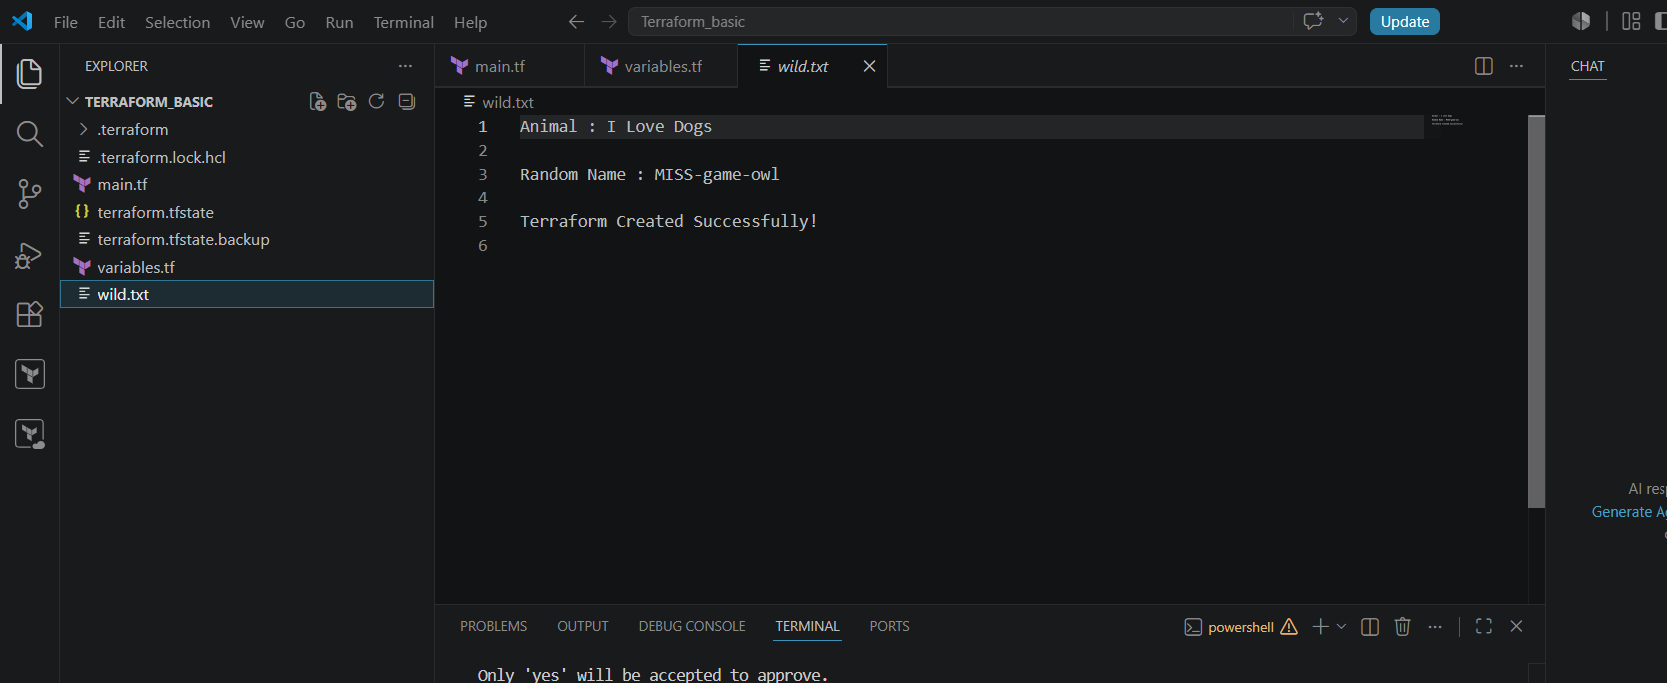 File Edit Selection View Go Run Terminal Help
Terraform_basic
Update
EXPLORER
TERRAFORM_BASIC
.terraform
.terraform.lock.hcl
main.tf
terraform.tfstate
terraform.tfstate.backup
variables.tf
wild.txt
main.tf variables.tf wild.txt
wild.txt
1 Animal : I Love Dogs
2
3 Random Name : MISS-game-owl
4
5 Terraform Created Successfully!
6
CHAT
AI
Generate
PROBLEMS OUTPUT DEBUG CONSOLE TERMINAL PORTS
powershell
Only 'yes' will be accepted to approve.